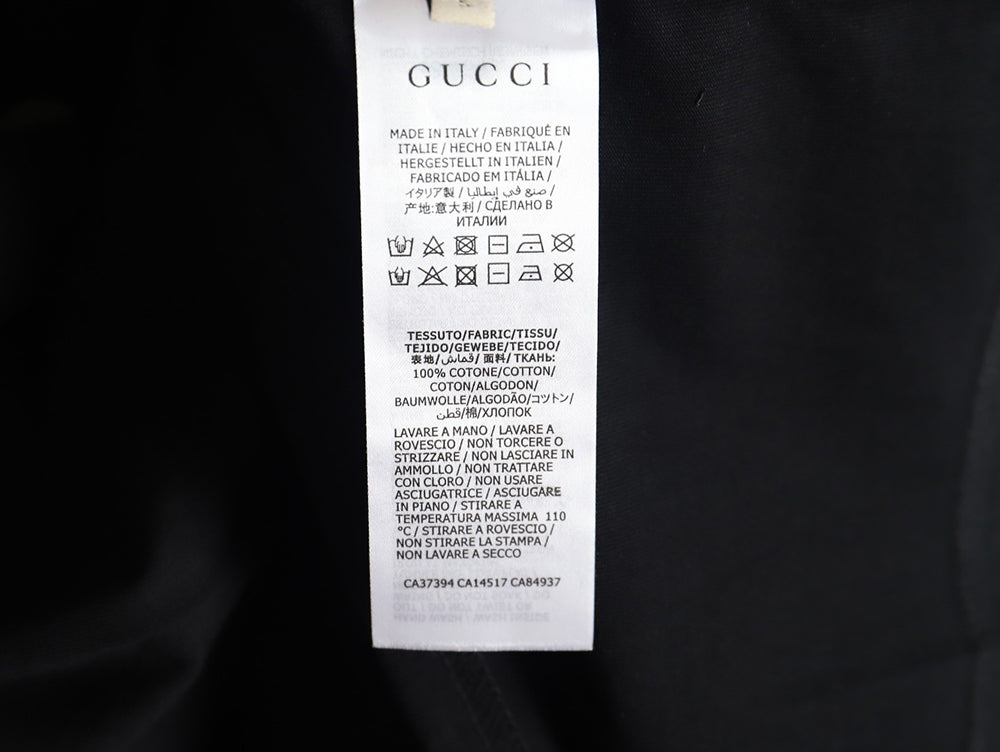 GUCCI
MADE IN ITALY / FABRIQUÉ EN
ITALIE / HECHO EN ITALIA /
HERGESTELLT IN ITALIEN /
FABRICADO EM ITÁLIA /
イタリア製 / صنع في إيطاليا /
产地:意大利 / СДЕЛАНО В
ИТАЛИИ
TESSUTO/FABRIC/TISSU/
TEJIDO/GEWEBE/TECIDO/
表地/قماش/ 面料/ ТКАНЬ:
100% COTONE/COTTON/
COTON/ALGODON/
BAUMWOLLE/ALGODÃO/コツトン/
قطن/棉/ХЛОПОК
LAVARE A MANO / LAVARE A
ROVESCIO / NON TORCERE O
STRIZZARE / NON LASCIARE IN
AMMOLLO / NON TRATTARE
CON CLORO / NON USARE
ASCIUGATRICE / ASCIUGARE
IN PIANO / STIRARE A
TEMPERATURA MASSIMA 110
°C / STIRARE A ROVESCIO /
NON STIRARE LA STAMPA /
NON LAVARE A SECCO
CA37394 CA14517 CA84937